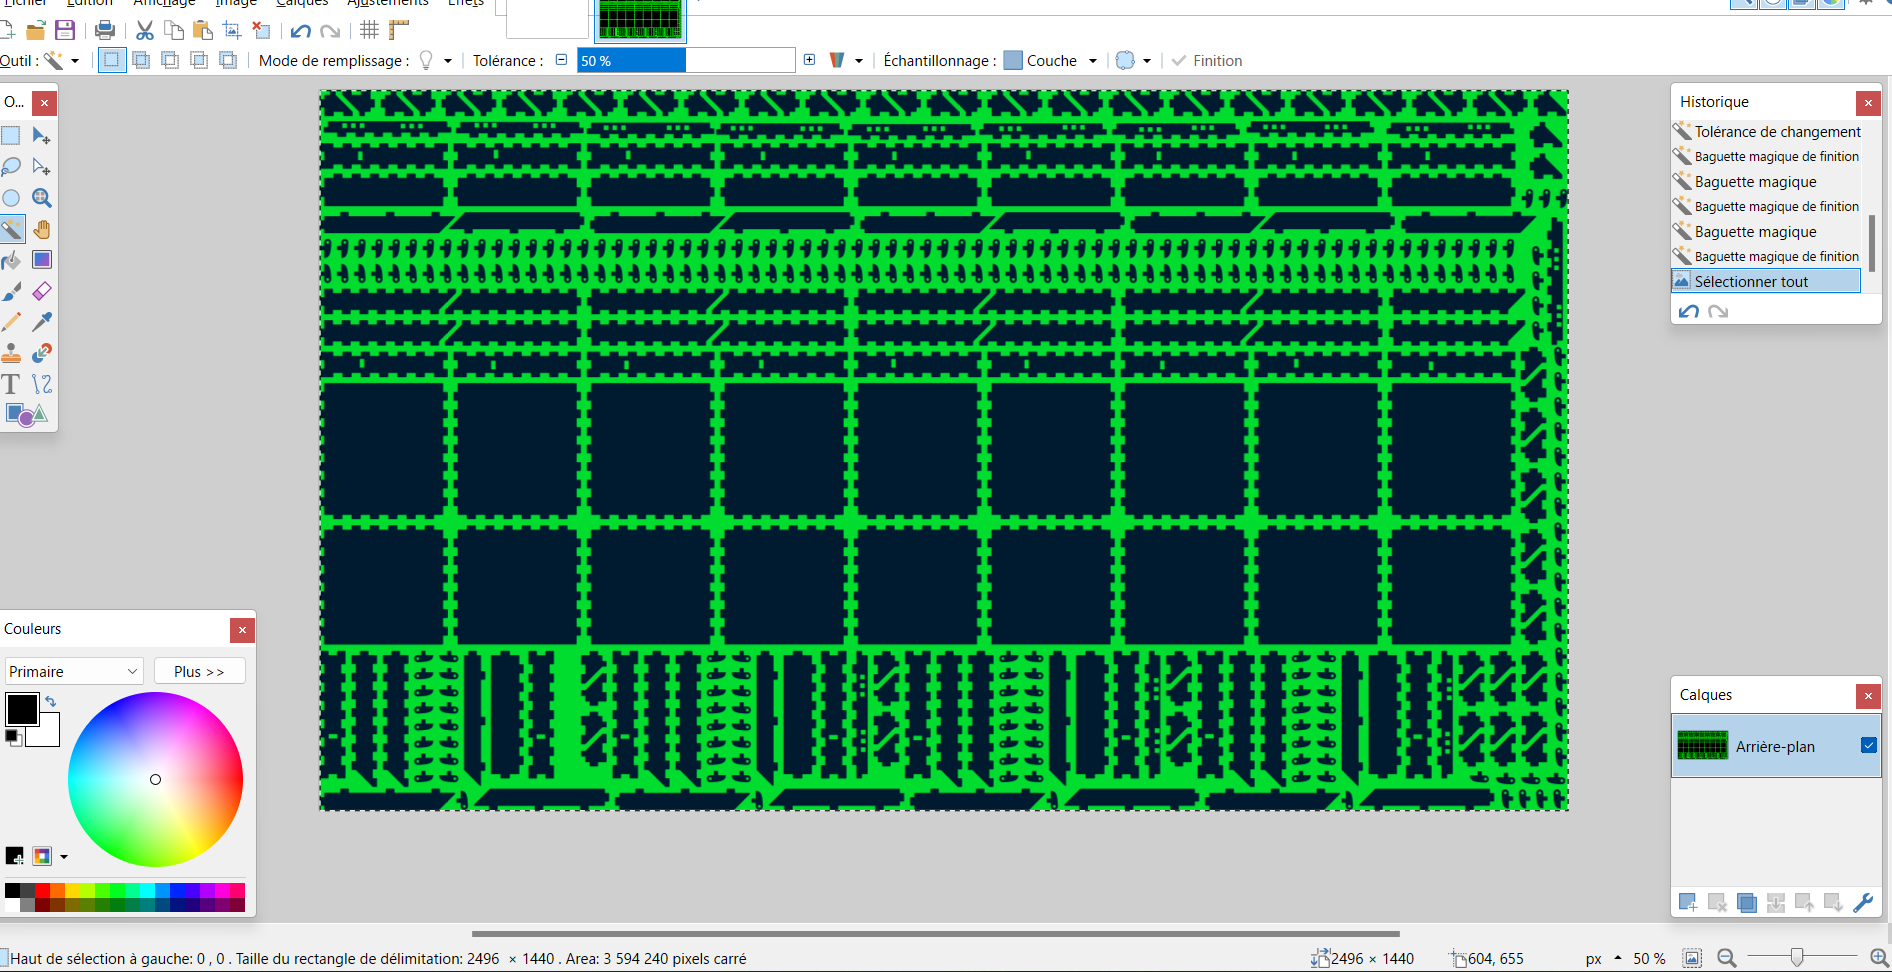 Fichier Édition Affichage Image Calques Ajustements Effets
Outil : Mode de remplissage : Tolérance : 50 % Échantillonnage : Couche Finition
O...
Historique
Tolérance de changement
Baguette magique de finition
Baguette magique
Baguette magique de finition
Baguette magique
Baguette magique de finition
Sélectionner tout
Couleurs
Primaire Plus >>
Calques
Arrière-plan
Haut de sélection à gauche: 0 , 0 . Taille du rectangle de délimitation: 2496 × 1440 . Area: 3 594 240 pixels carré 2496 × 1440 604, 655 px 50 %